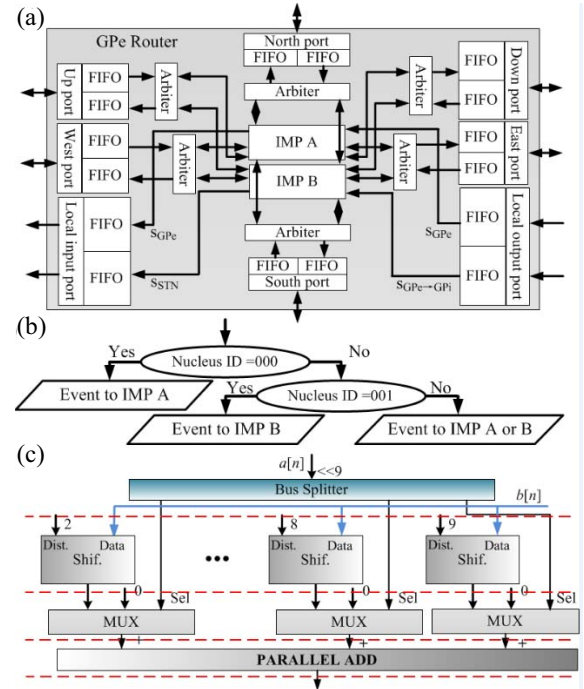 (a)
GPe Router
North port
FIFO FIFO
Arbiter
Up port
FIFO
FIFO
Arbiter
West port
FIFO
FIFO
Arbiter
Local input port
FIFO
FIFO
IMP A
IMP B
Arbiter
Down port
FIFO
FIFO
Arbiter
East port
FIFO
FIFO
Local output port
FIFO
FIFO
sGPe
sSTN
sGPe
sGPe→GPi
Arbiter
FIFO FIFO
South port
(b)
Yes
Nucleus ID =000
No
Event to IMP A
Yes
Nucleus ID =001
No
Event to IMP B
Event to IMP A or B
(c)
a[n]
<<9
Bus Splitter
b[n]
2
8
9
Dist. Data
Shif.
...
Dist. Data
Shif.
Dist. Data
Shif.
0
Sel
0
Sel
0
Sel
MUX
MUX
MUX
+
+
+
PARALLEL ADD